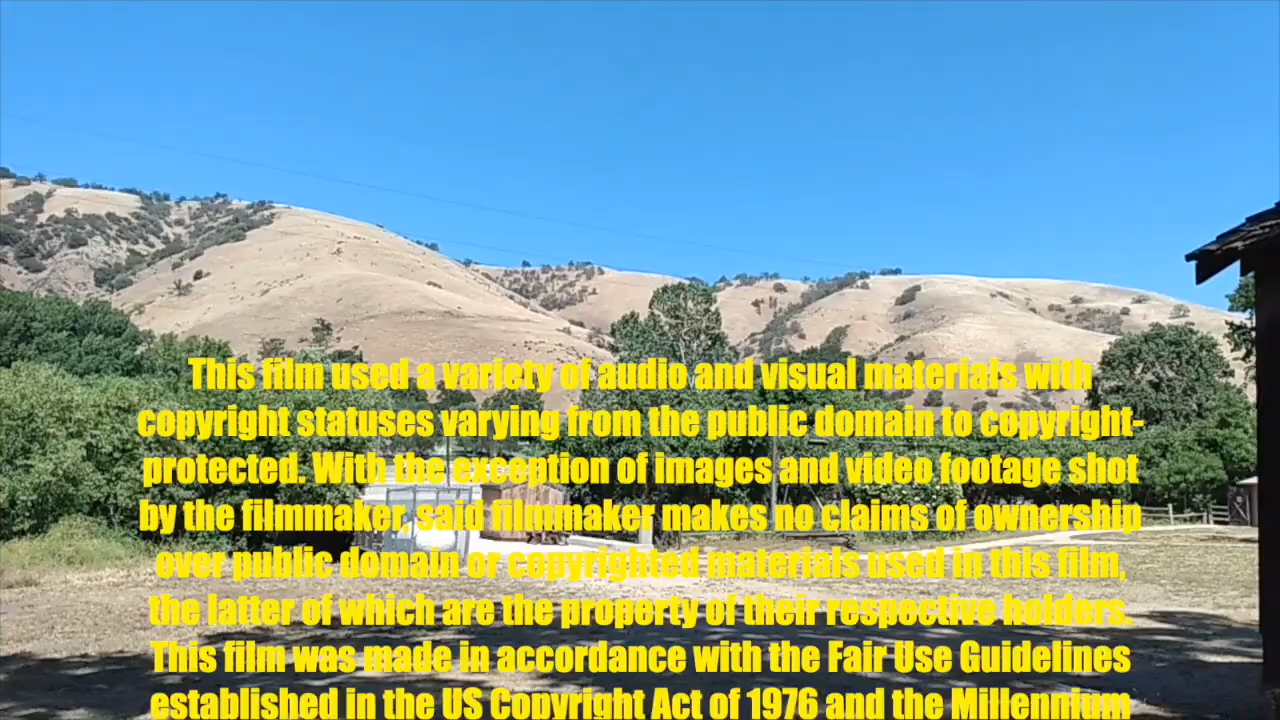 This film used a variety of audio and visual materials with
copyright statuses varying from the public domain to copyright-
protected. With the exception of images and video footage shot
by the filmmaker, said filmmaker makes no claims of ownership
over public domain or copyrighted materials used in this film,
the latter of which are the property of their respective holders.
This film was made in accordance with the Fair Use Guidelines
established in the US Copyright Act of 1976 and the Millennium